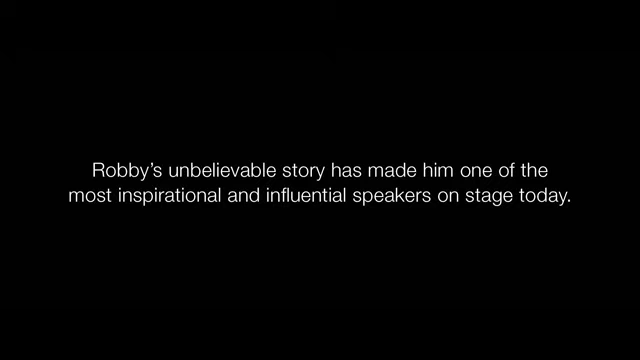 Robby’s unbelievable story has made him one of the
most inspirational and influential speakers on stage today.